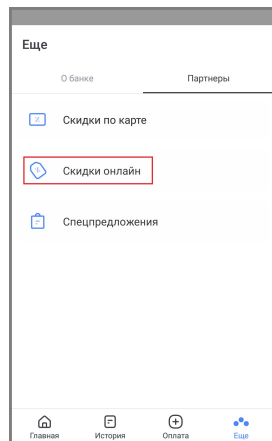 Еще
О банке
Партнеры
Скидки по карте
Скидки онлайн
Спецпредложения
Главная
История
Оплата
Еще